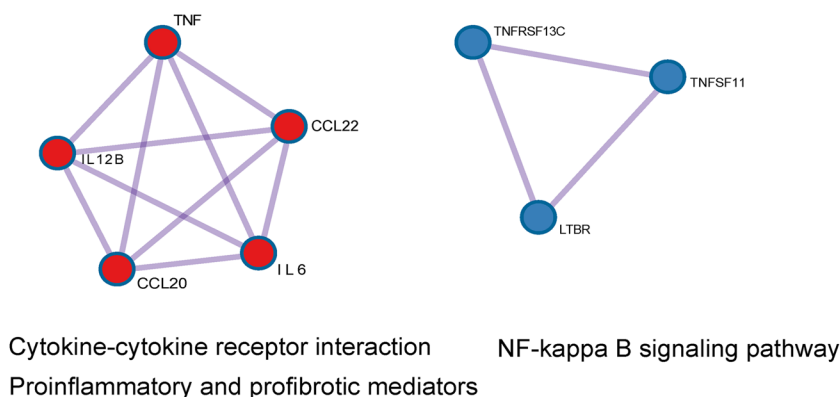 TNF
CCL22
IL12B
CCL20
IL6
TNFRSF13C
TNFSF11
LTBR
Cytokine-cytokine receptor interaction
Proinflammatory and profibrotic mediators
NF-kappa B signaling pathway